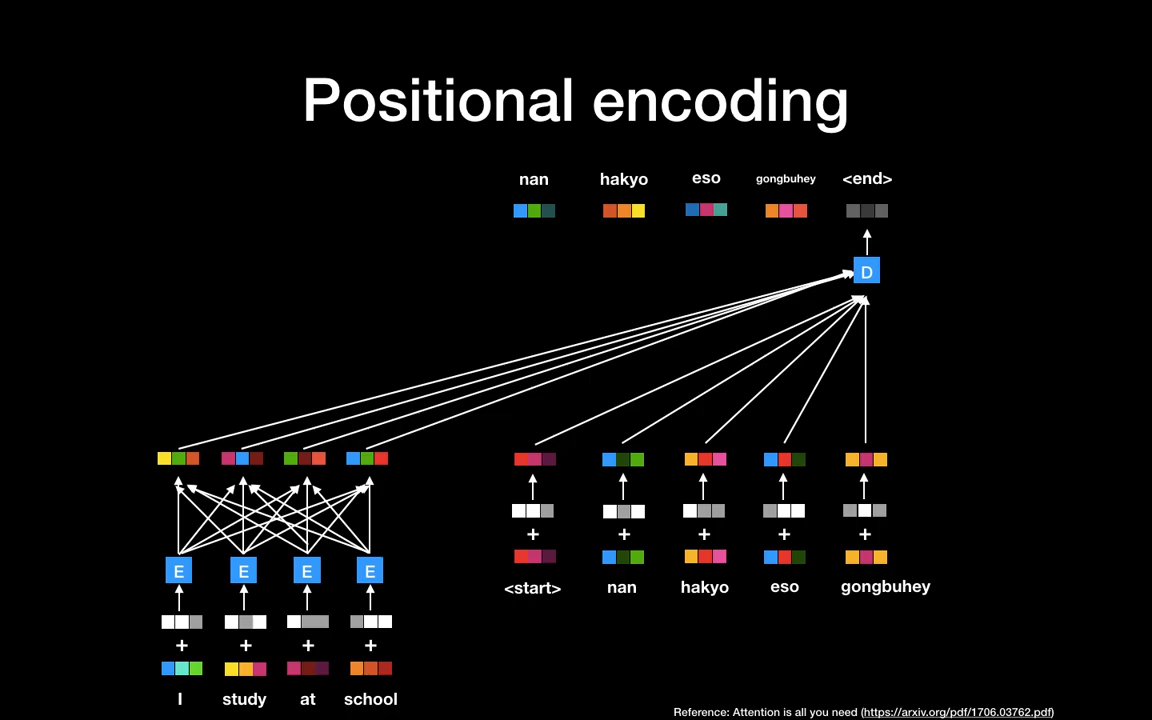 Positional encoding
nan hakyo eso gongbuhey <end>
D
E E E E
+ + + + +
<start> nan hakyo eso gongbuhey
+ + + +
I study at school
Reference: Attention is all you need (https://arxiv.org/pdf/1706.03762.pdf)